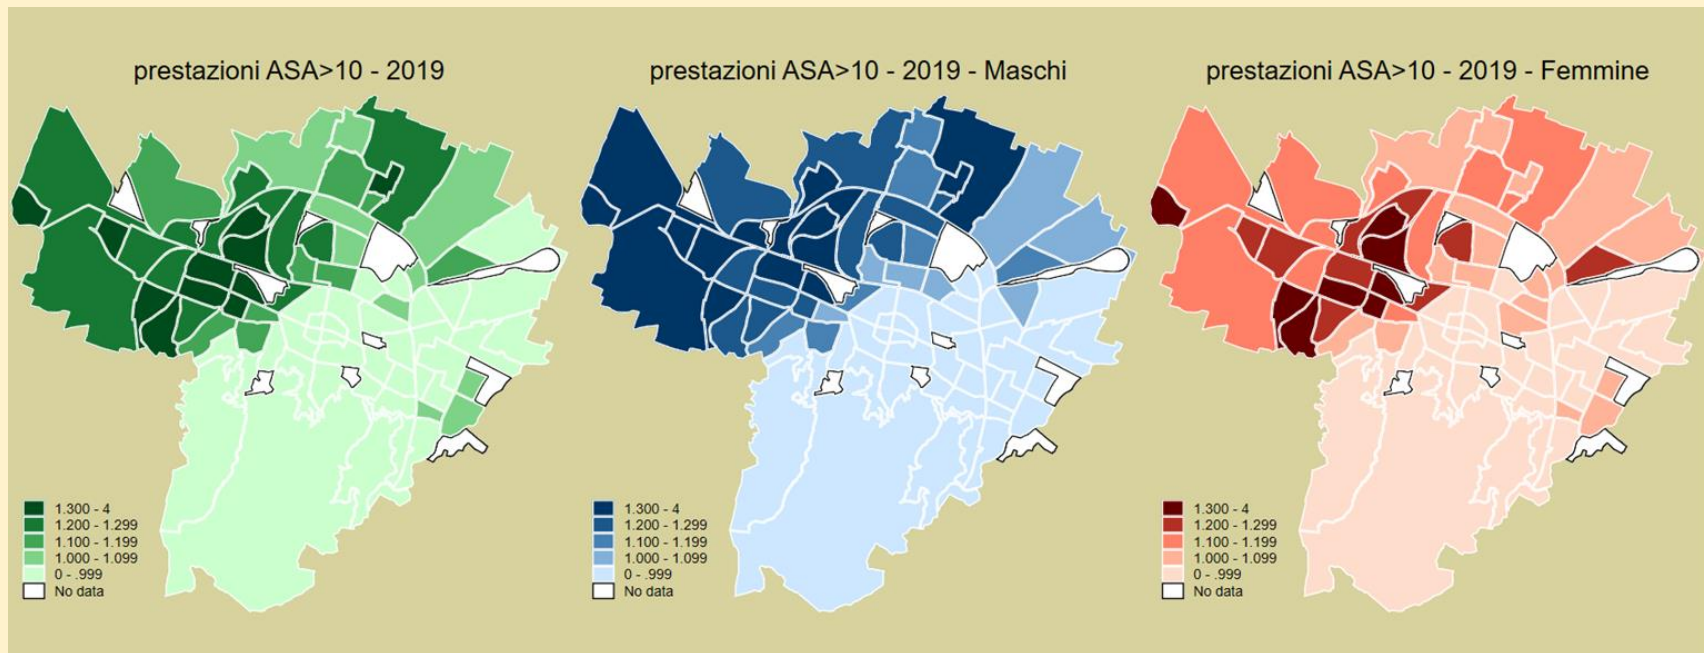 prestazioni ASA>10 - 2019
1.300 - 4
1.200 - 1.299
1.100 - 1.199
1.000 - 1.099
0 - .999
No data
prestazioni ASA>10 - 2019 - Maschi
1.300 - 4
1.200 - 1.299
1.100 - 1.199
1.000 - 1.099
0 - .999
No data
prestazioni ASA>10 - 2019 - Femmine
1.300 - 4
1.200 - 1.299
1.100 - 1.199
1.000 - 1.099
0 - .999
No data